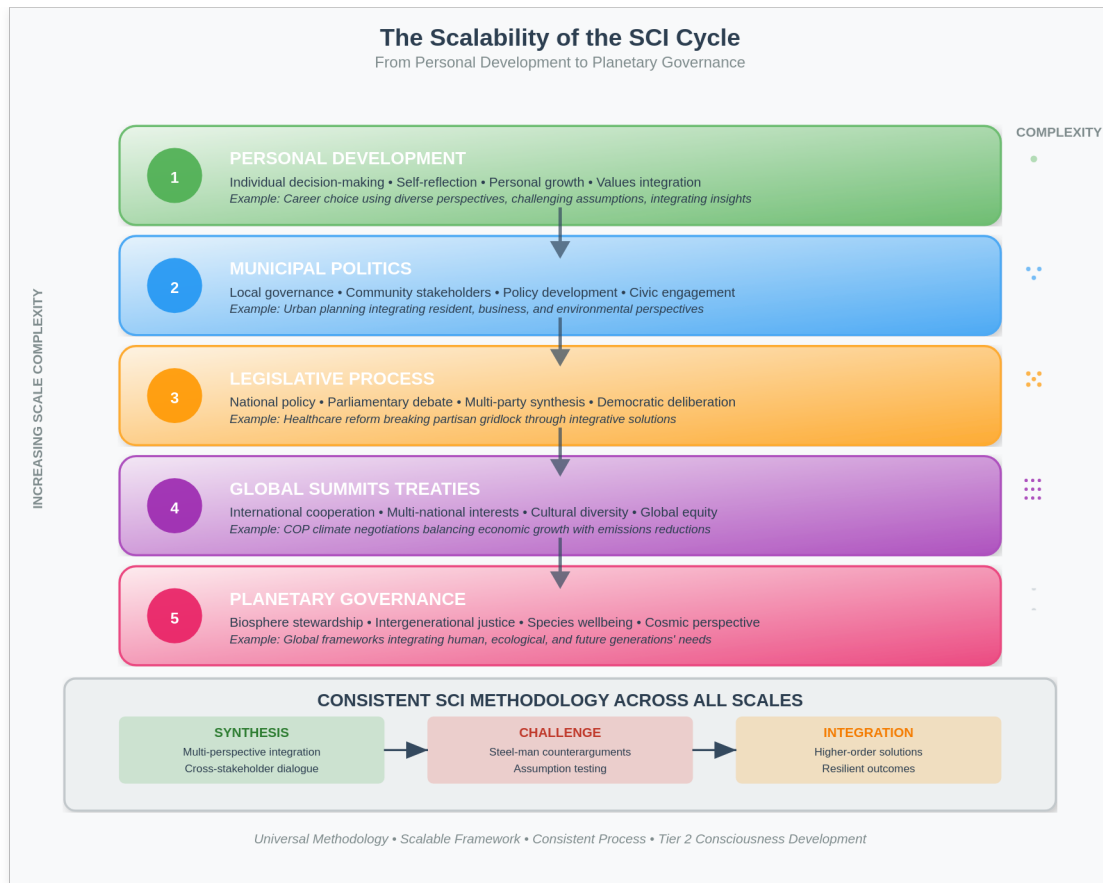 The Scalability of the SCI Cycle
From Personal Development to Planetary Governance
COMPLEXITY
INCREASING SCALE COMPLEXITY
1
PERSONAL DEVELOPMENT
Individual decision-making • Self-reflection • Personal growth • Values integration
Example: Career choice using diverse perspectives, challenging assumptions, integrating insights
2
MUNICIPAL POLITICS
Local governance • Community stakeholders • Policy development • Civic engagement
Example: Urban planning integrating resident, business, and environmental perspectives
3
LEGISLATIVE PROCESS
National policy • Parliamentary debate • Multi-party synthesis • Democratic deliberation
Example: Healthcare reform breaking partisan gridlock through integrative solutions
4
GLOBAL SUMMITS TREATIES
International cooperation • Multi-national interests • Cultural diversity • Global equity
Example: COP climate negotiations balancing economic growth with emissions reductions
5
PLANETARY GOVERNANCE
Biosphere stewardship • Intergenerational justice • Species wellbeing • Cosmic perspective
Example: Global frameworks integrating human, ecological, and future generations' needs
CONSISTENT SCI METHODOLOGY ACROSS ALL SCALES
SYNTHESIS
Multi-perspective integration
Cross-stakeholder dialogue
CHALLENGE
Steel-man counterarguments
Assumption testing
INTEGRATION
Higher-order solutions
Resilient outcomes
Universal Methodology • Scalable Framework • Consistent Process • Tier 2 Consciousness Development